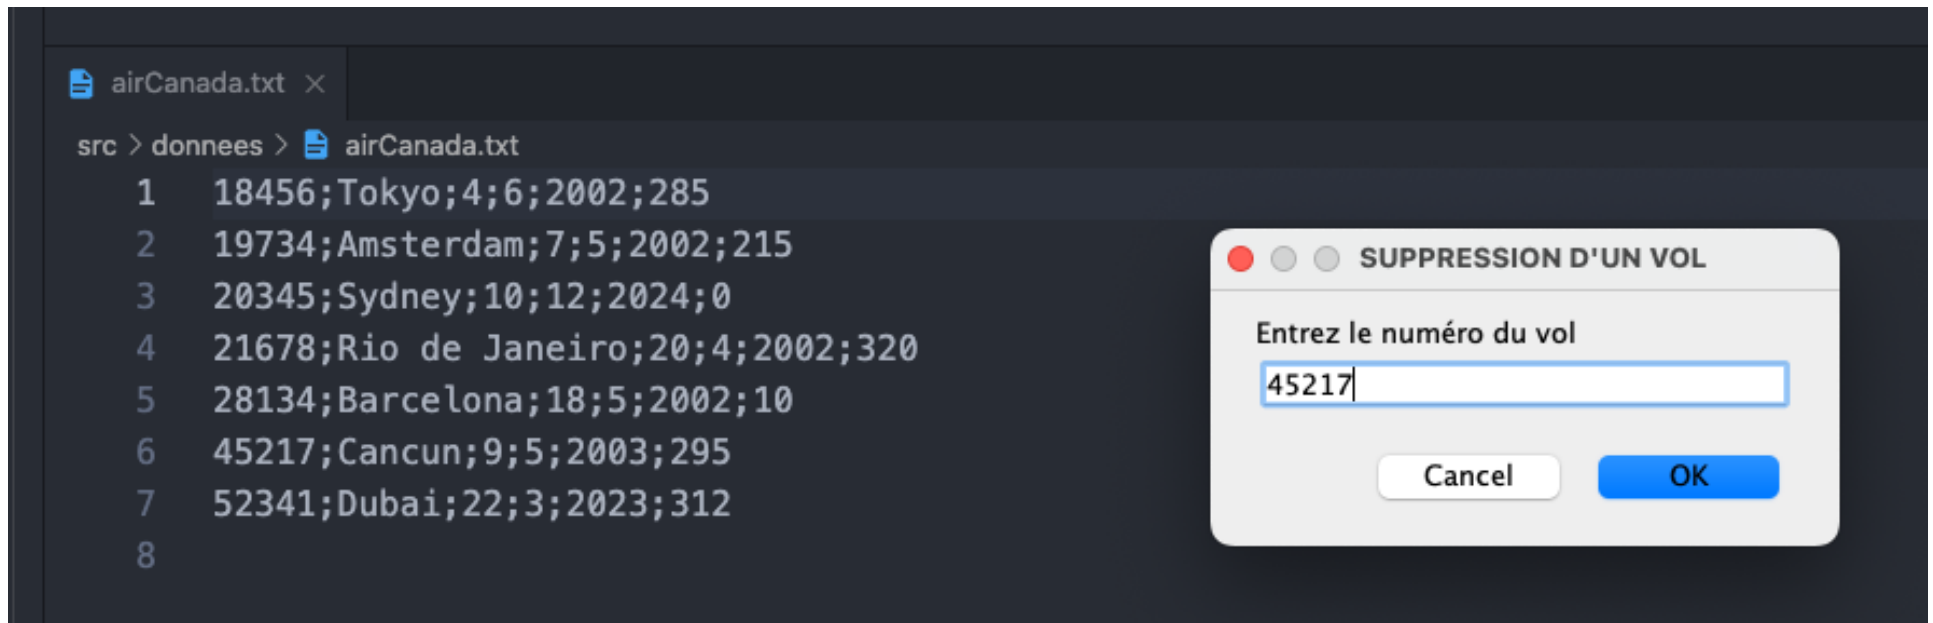 airCanada.txt
src > donnees > airCanada.txt
1 18456;Tokyo;4;6;2002;285
2 19734;Amsterdam;7;5;2002;215
3 20345;Sydney;10;12;2024;0
4 21678;Rio de Janeiro;20;4;2002;320
5 28134;Barcelona;18;5;2002;10
6 45217;Cancun;9;5;2003;295
7 52341;Dubai;22;3;2023;312
8
SUPPRESSION D'UN VOL
Entrez le numéro du vol
45217
Cancel OK